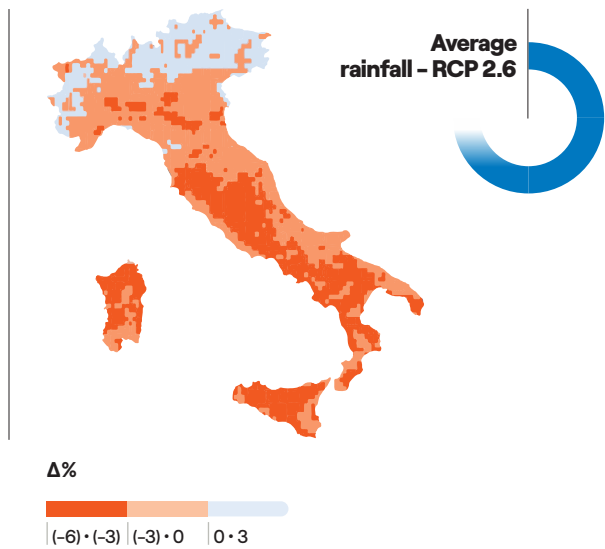 Average
rainfall – RCP 2.6
Δ%
(-6) • (-3) (-3) • 0 0 • 3